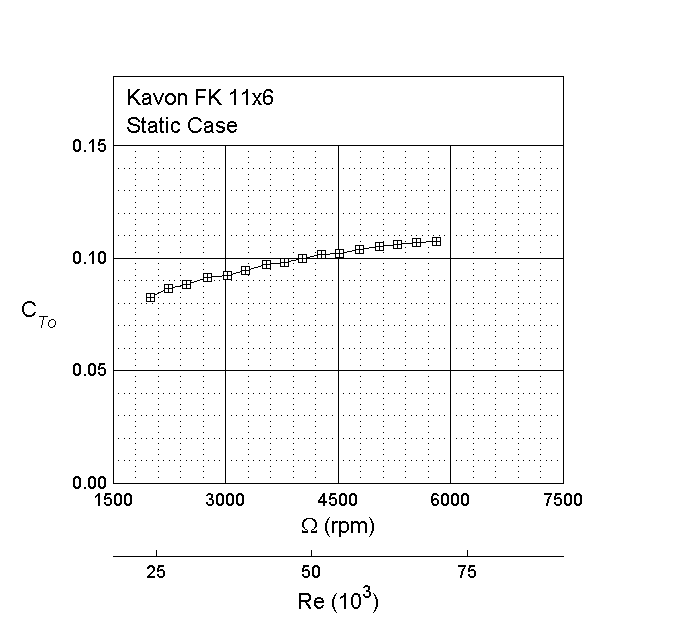 Kavon FK 11x6
Static Case
0.15
0.10
C_To
0.05
0.00
1500 3000 4500 6000 7500
Ω (rpm)
25 50 75
Re (10³)